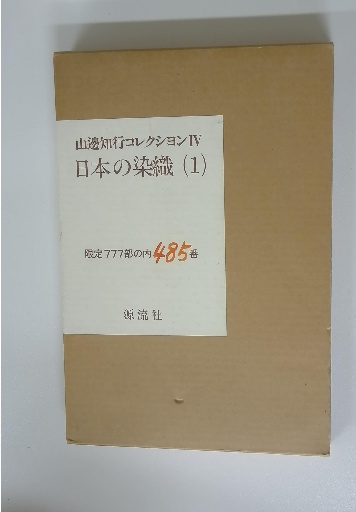 山邊知行コレクションⅣ
日本の染織(1)
限定777部の内485番
源流社